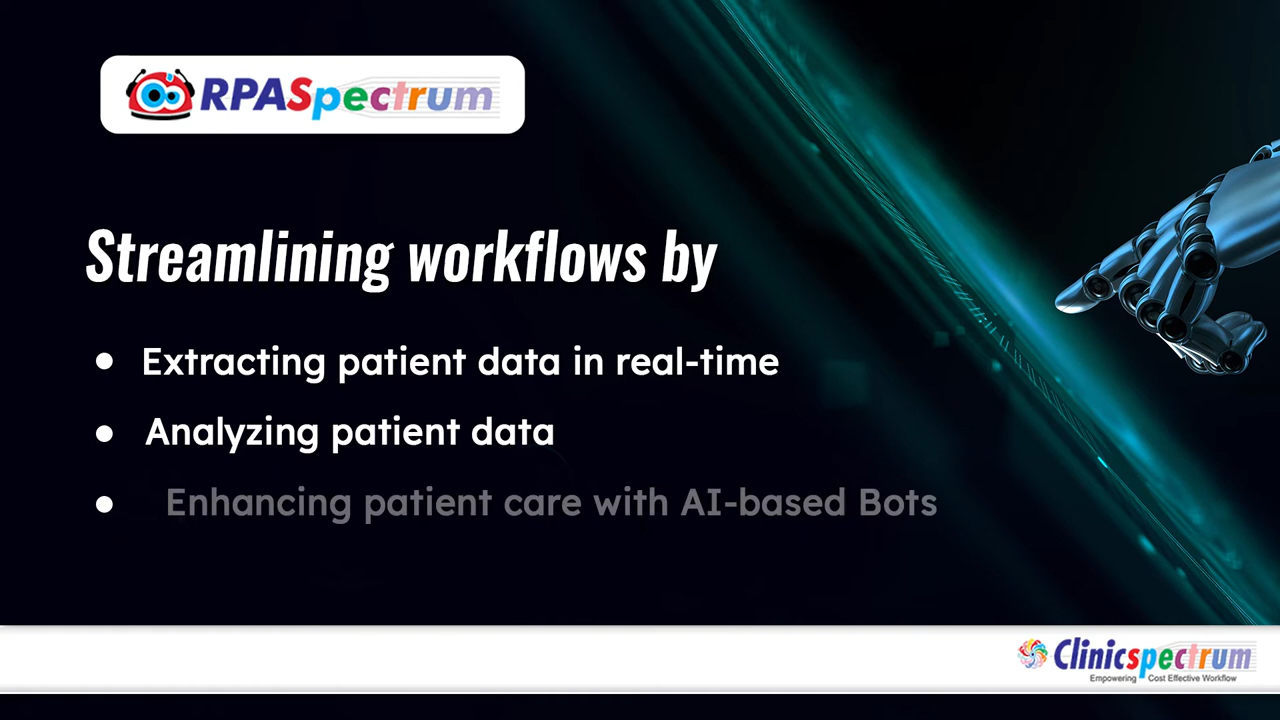 RPASpectrum
Streamlining workflows by
• Extracting patient data in real-time
• Analyzing patient data
• Enhancing patient care with AI-based Bots
Clinicspectrum
Empowering Cost Effective Workflow